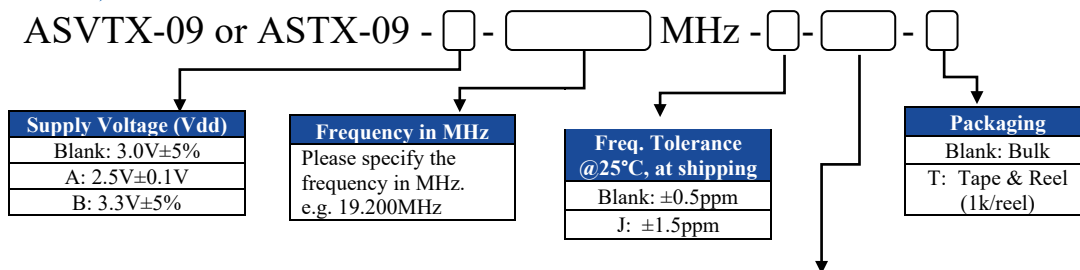 ASVTX-09 or ASTX-09 - - MHz - - -
Supply Voltage (Vdd)
Blank: 3.0V±5%
A: 2.5V±0.1V
B: 3.3V±5%
Frequency in MHz
Please specify the
frequency in MHz.
e.g. 19.200MHz
Freq. Tolerance
@25°C, at shipping
Blank: ±0.5ppm
J: ±1.5ppm
Packaging
Blank: Bulk
T: Tape & Reel
(1k/reel)